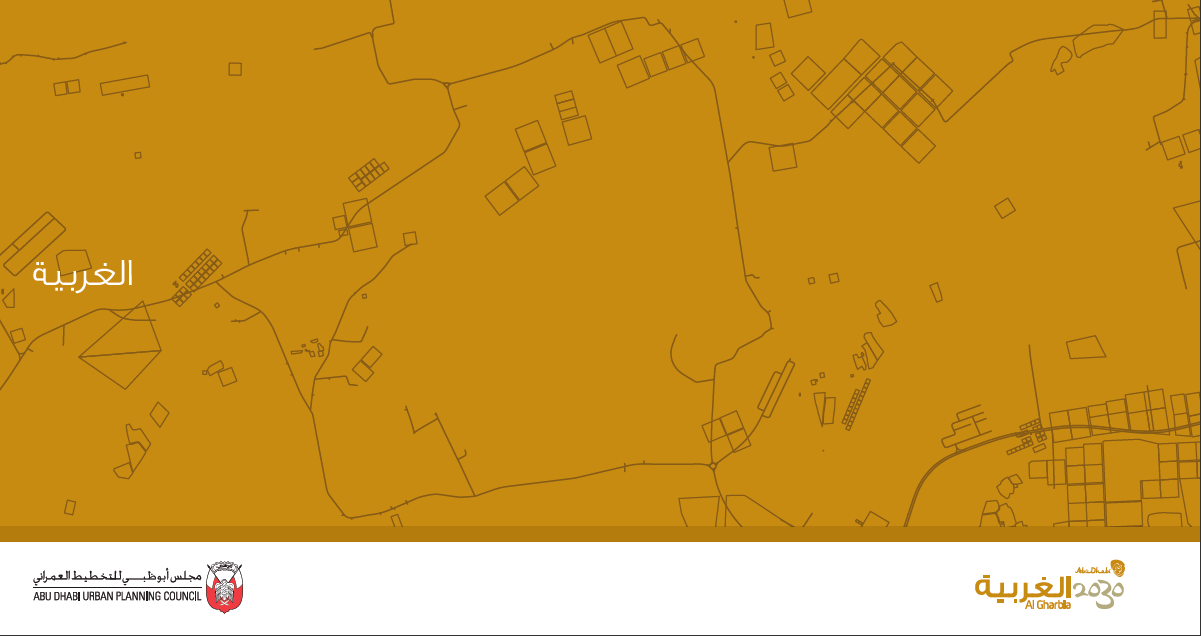 الغربية
مجلس أبوظبي للتخطيط العمراني
ABU DHABI URBAN PLANNING COUNCIL
Abu Dhabi
الغربية 2030
Al Gharbia